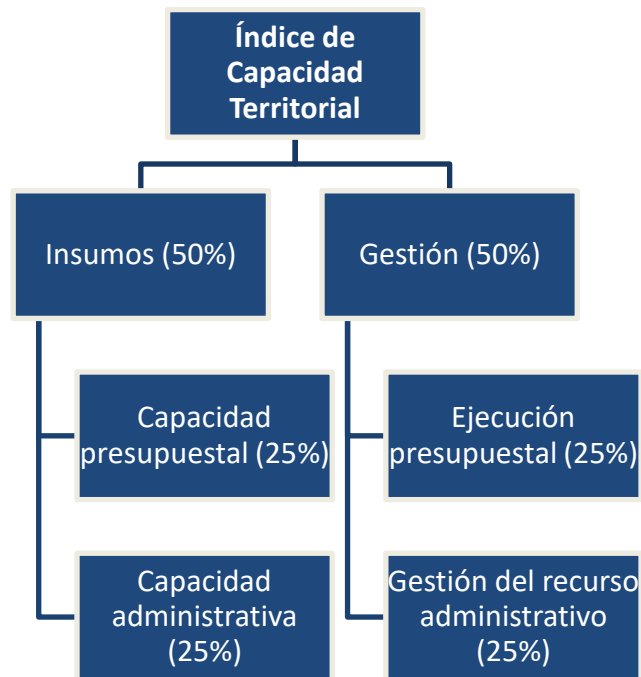 Índice de
Capacidad
Territorial
Insumos (50%)
Gestión (50%)
Capacidad
presupuestal (25%)
Ejecución
presupuestal (25%)
Capacidad
administrativa
(25%)
Gestión del recurso
administrativo
(25%)